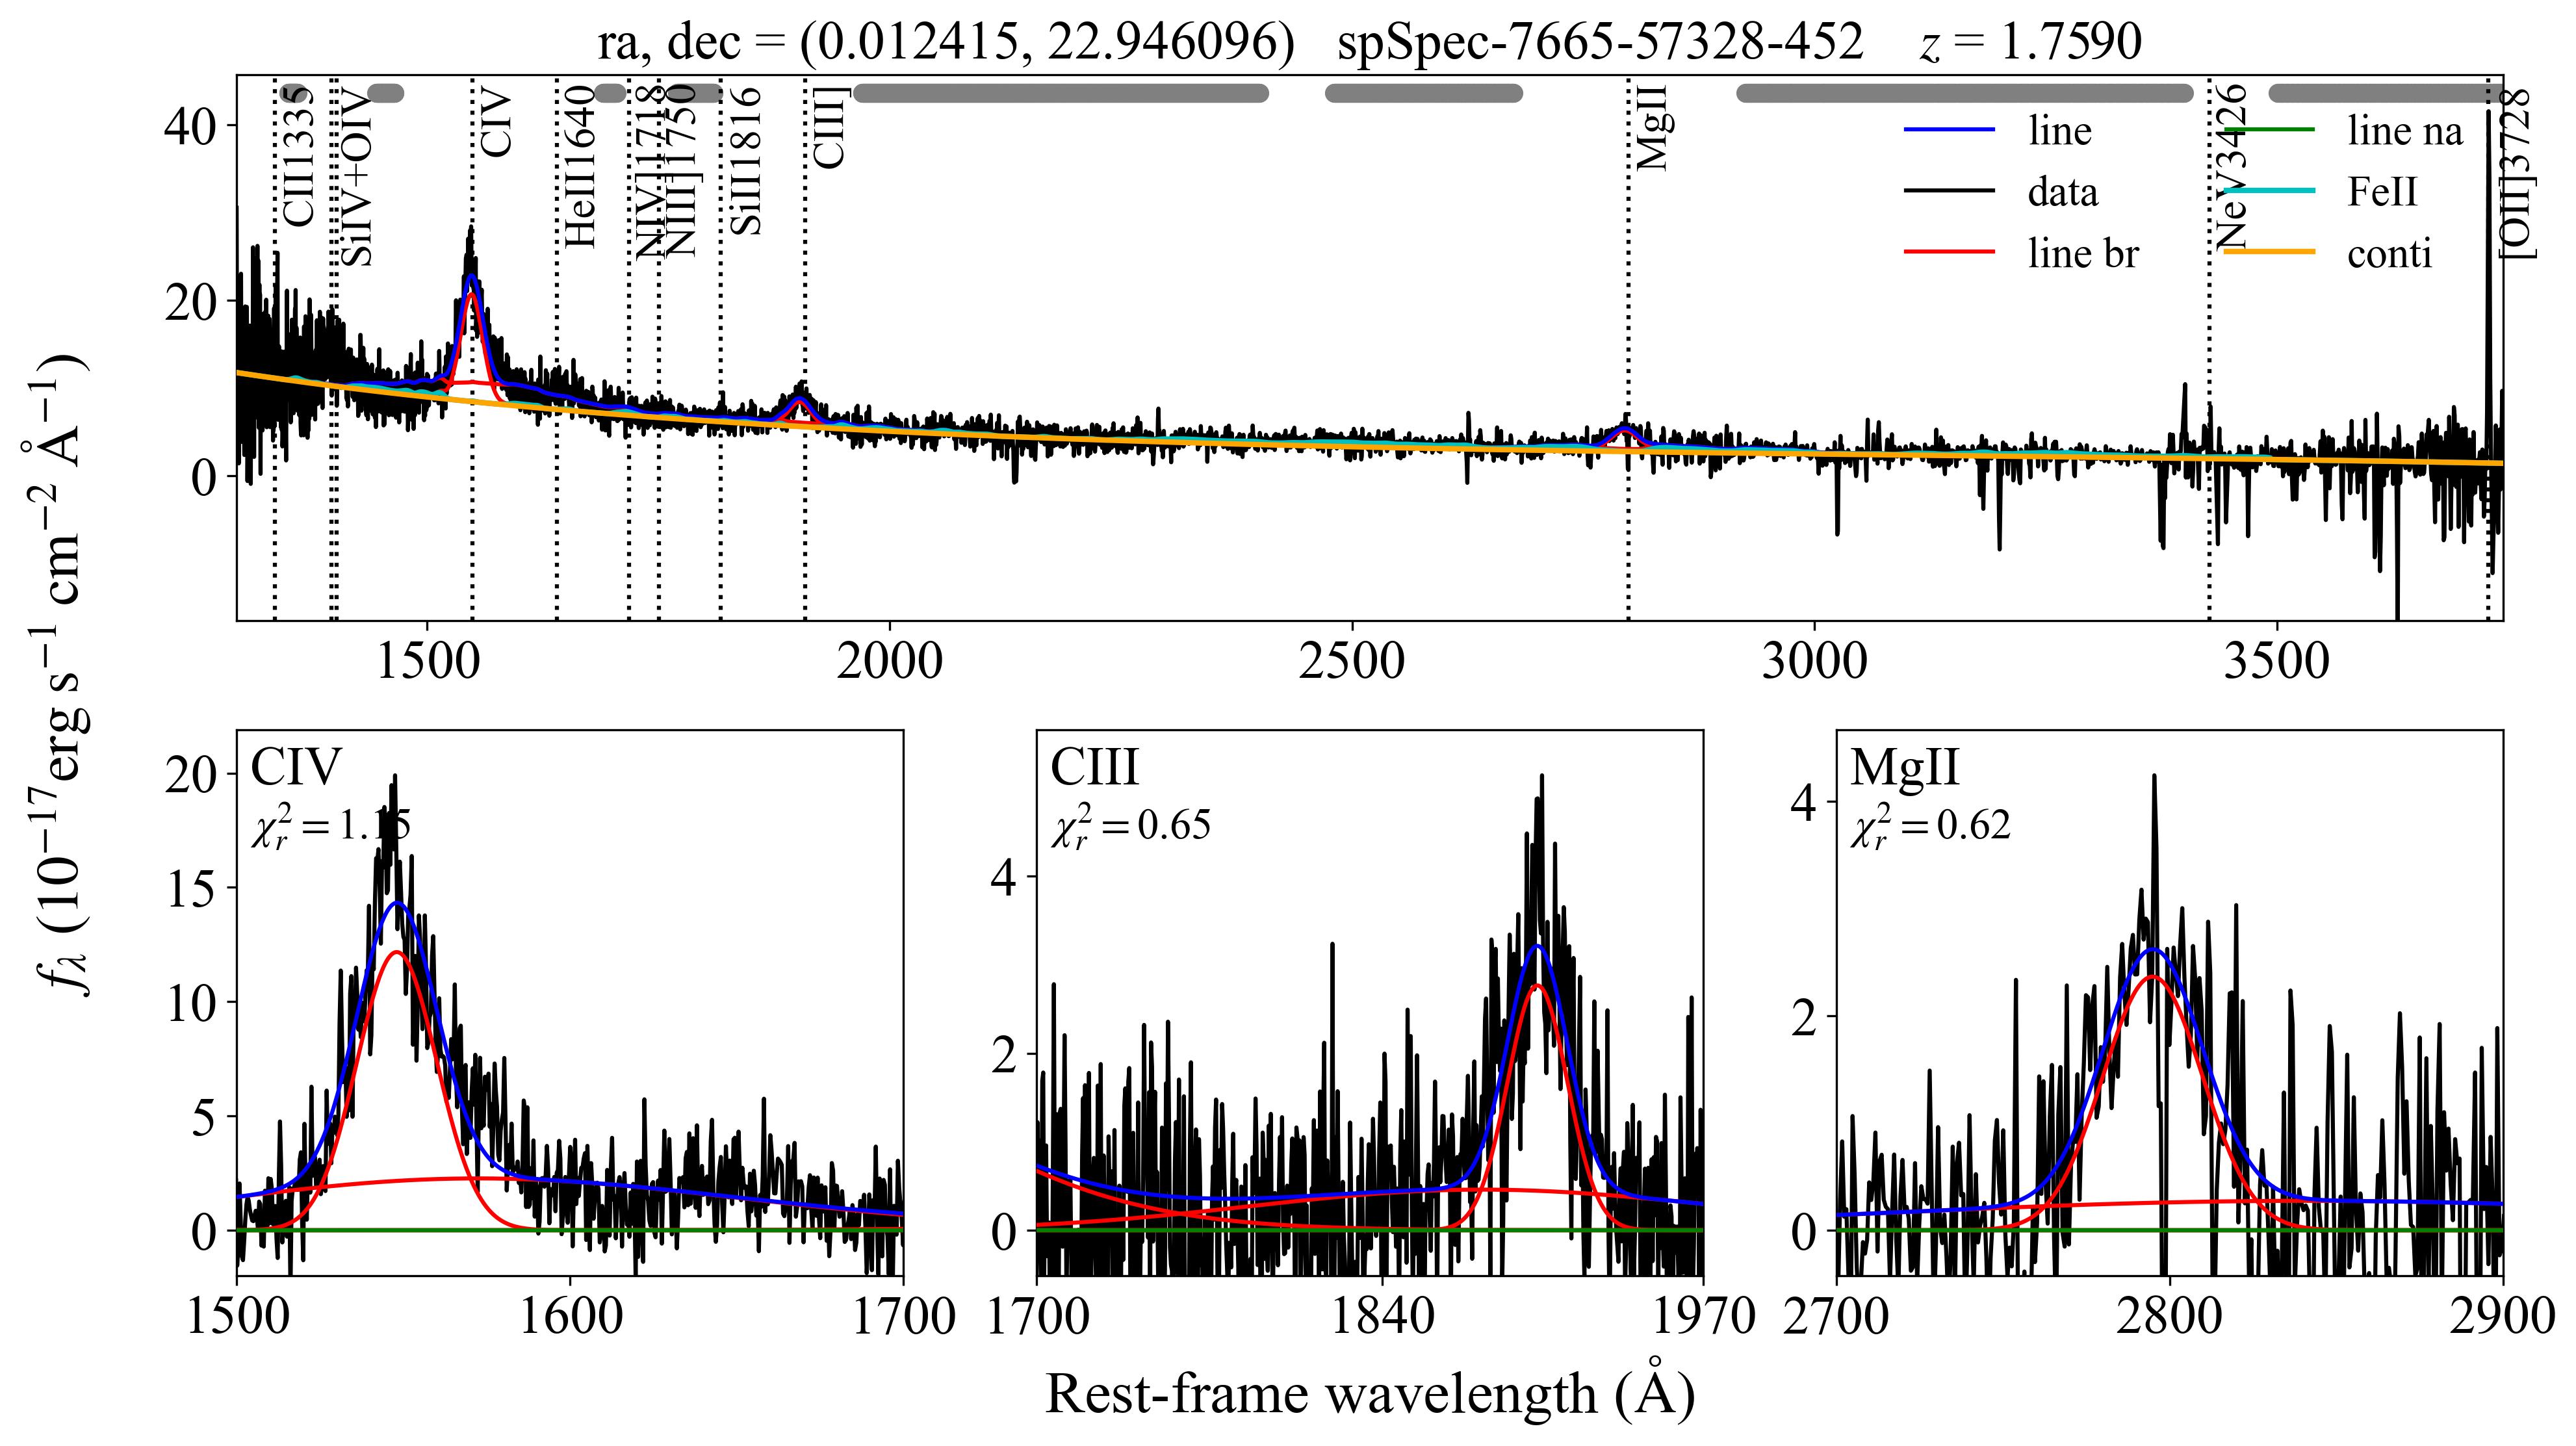 ra, dec = (0.012415, 22.946096) spSpec-7665-57328-452 z = 1.7590
CII1335
SiIV+OIV
CIV
HeII1640
NIV]1718
NIII]1750
SiII1816
CIII]
MgII
NeV3426
[OII]3728
line
data
line br
line na
FeII
conti
40
20
0
1500 2000 2500 3000 3500
f_λ (10⁻¹⁷erg s⁻¹ cm⁻² Å⁻¹)
CIV
χ²_r = 1.15
20
15
10
5
0
1500 1600 1700
CIII
χ²_r = 0.65
4
2
0
1700 1840 1970
MgII
χ²_r = 0.62
4
2
0
2700 2800 2900
Rest-frame wavelength (Å)